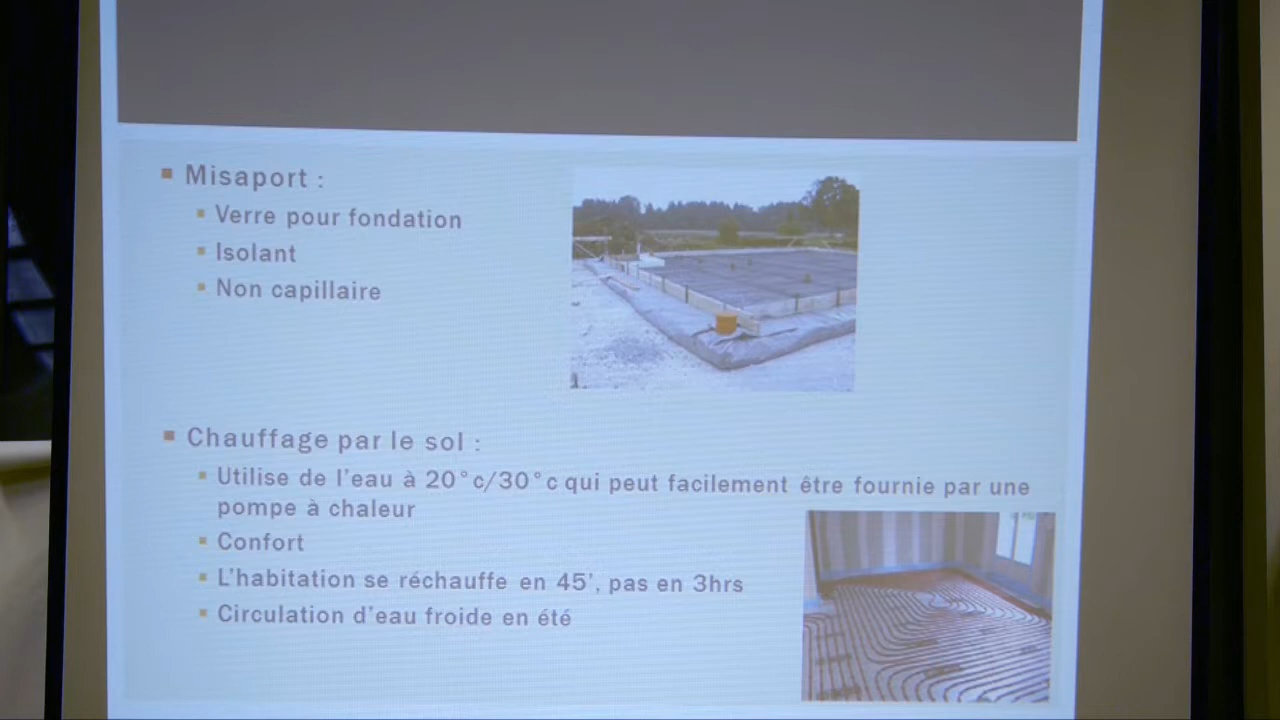 Misaport :
Verre pour fondation
Isolant
Non capillaire
Chauffage par le sol :
Utilise de l'eau à 20°c/30°c qui peut facilement être fournie par une
pompe à chaleur
Confort
L'habitation se réchauffe en 45', pas en 3hrs
Circulation d'eau froide en été